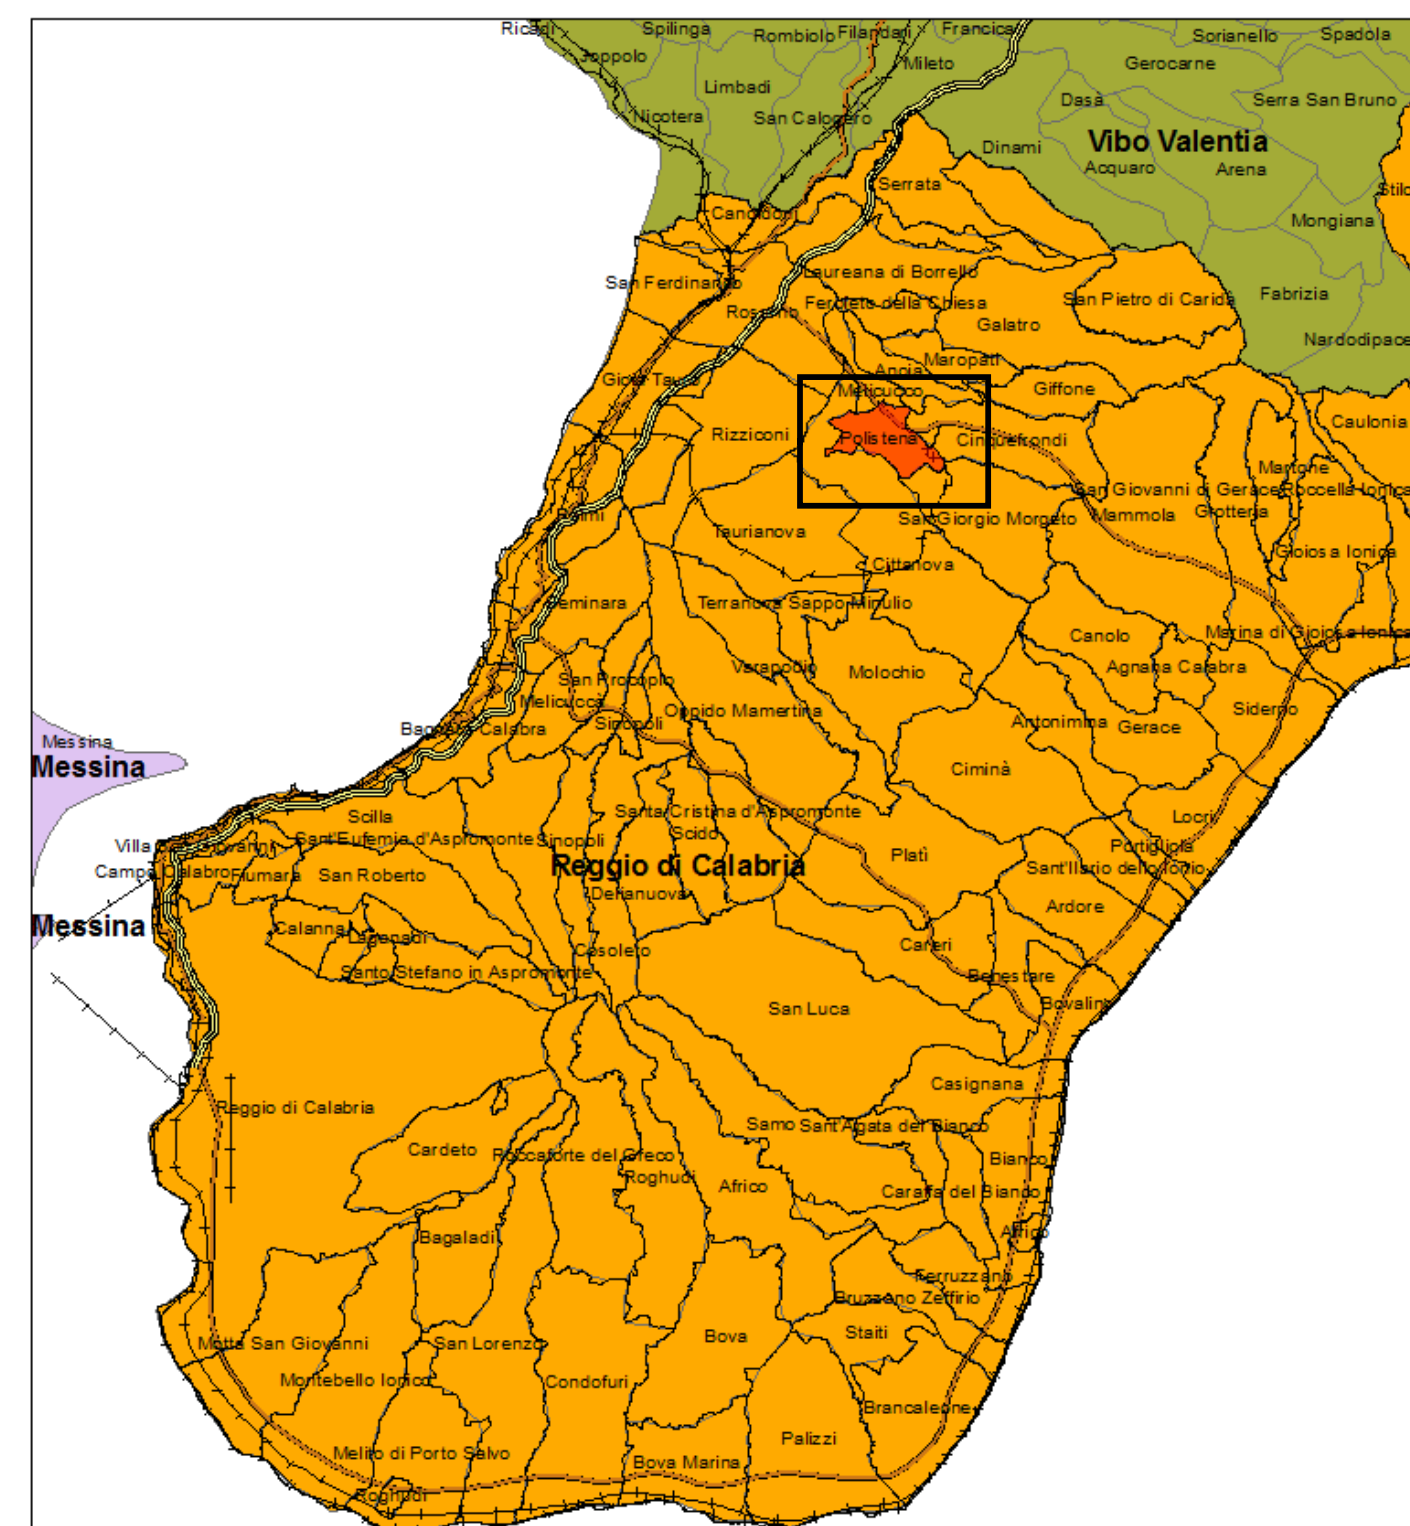 Ricadi
Spilinga
Rombiolo
Filandari
Francica
Sorianello
Spadola
Joppolo
Mileto
Gerocarne
Limbadi
Dasà
Serra San Bruno
Nicotera
San Calogero
Dinami
Vibo Valentia
Acquaro
Arena
Serrata
Stilo
Candidoni
Mongiana
San Ferdinando
Laureana di Borrello
Feroleto della Chiesa
San Pietro di Caridà
Fabrizia
Rosarno
Galatro
Nardodipace
Maropati
Anoia
Gioia Tauro
Melicucco
Giffone
Caulonia
Rizziconi
Polistena
Cinquefrondi
Martone
San Giovanni di Gerace
Roccella Ionica
Grotteria
Palmi
San Giorgio Morgeto
Mammola
Taurianova
Gioiosa Ionica
Cittanova
Seminara
Terranova Sappo Minulio
Marina di Gioiosa Ionica
Canolo
Varapodio
Molochio
Agnana Calabra
San Procopio
Melicuccà
Oppido Mamertina
Siderno
Sinopoli
Antonimina
Gerace
Bagnara Calabra
Messina
Messina
Ciminà
Scilla
Santa Cristina d'Aspromonte
Locri
Sant'Eufemia d'Aspromonte
Sinopoli
Scido
Villa San Giovanni
Portigliola
Reggio di Calabria
Platì
Sant'Ilario dello Ionio
Campo Calabro
Fiumara
San Roberto
Delianuova
Ardore
Messina
Calanna
Laganadi
Cosoleto
Careri
Santo Stefano in Aspromonte
Benestare
San Luca
Bovalino
Casignana
Reggio di Calabria
Samo
Sant'Agata del Bianco
Cardeto
Roccaforte del Greco
Bianco
Roghudi
Africo
Caraffa del Bianco
Bagaladi
Africo
Ferruzzano
Bruzzano Zeffirio
Motta San Giovanni
San Lorenzo
Bova
Staiti
Montebello Ionico
Condofuri
Brancaleone
Melito di Porto Salvo
Bova Marina
Palizzi
Roghudi